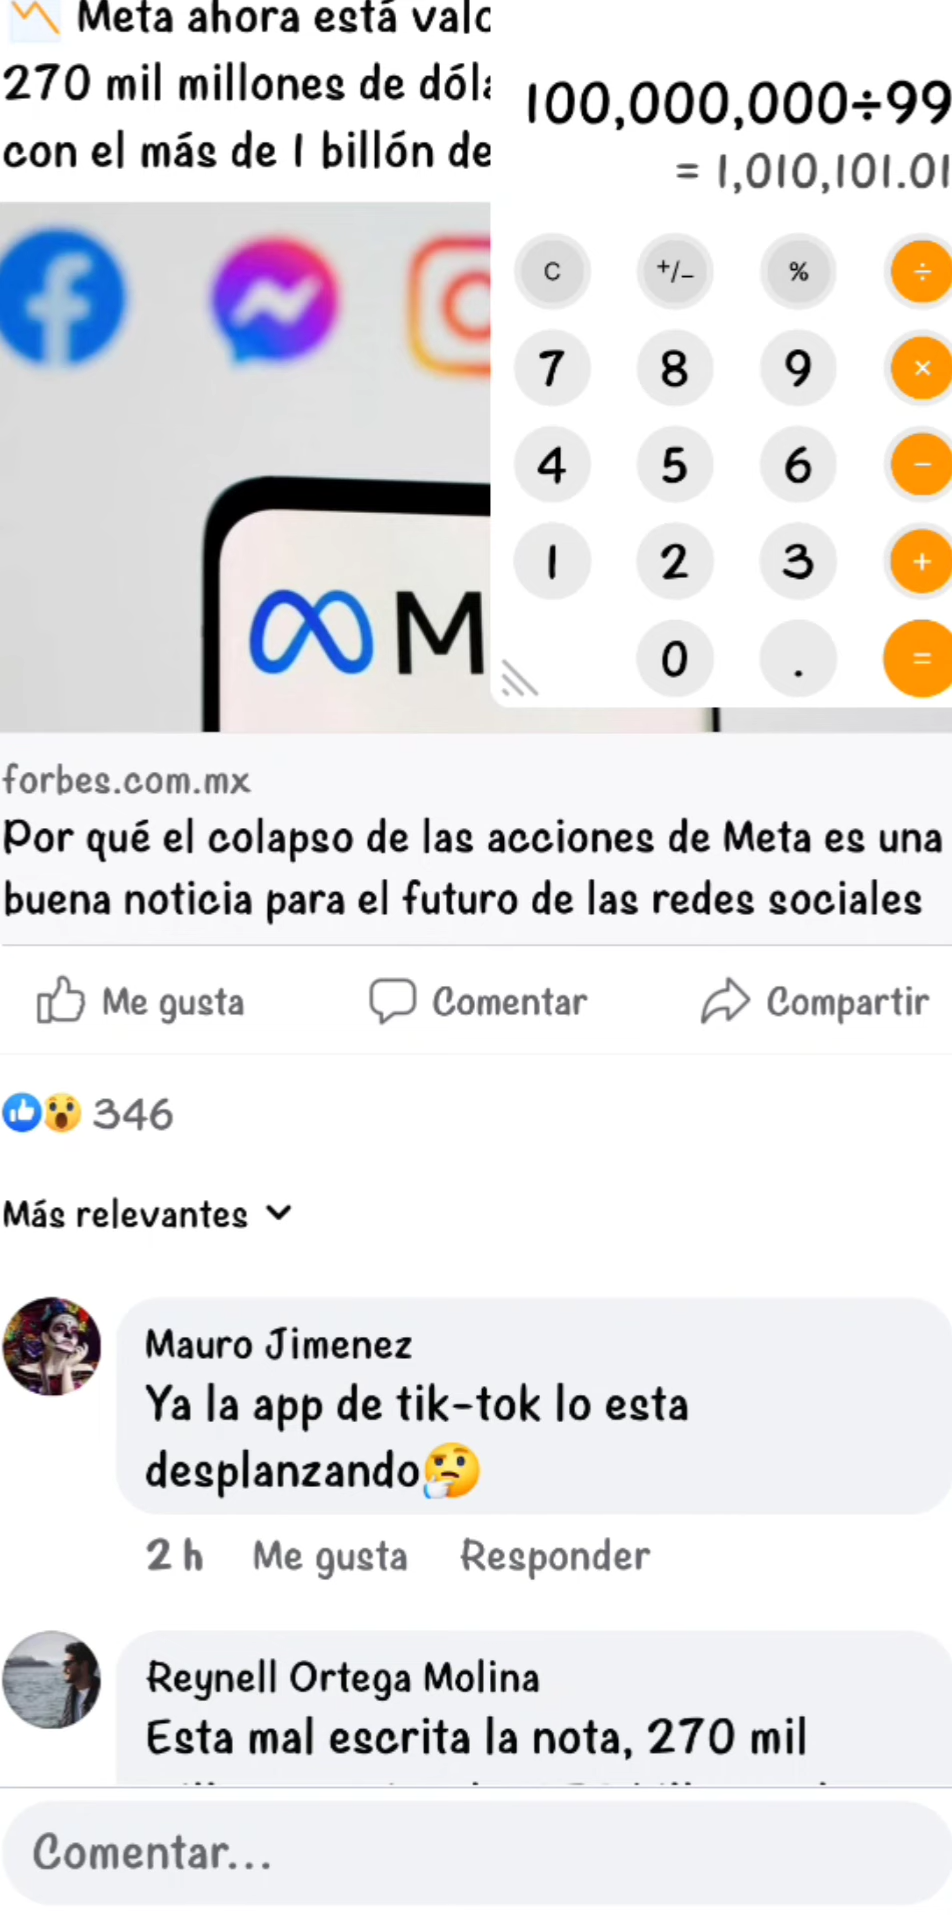 Meta ahora está
270 mil millones de
con el más de 1 billón de
100,000,000÷99
= 1,010,101.01
C +/- % ÷
7 8 9 ×
4 5 6 −
1 2 3 +
0 . =
M
forbes.com.mx
Por qué el colapso de las acciones de Meta es una
buena noticia para el futuro de las redes sociales
Me gusta Comentar Compartir
346
Más relevantes
Mauro Jimenez
Ya la app de tik-tok lo esta
desplanzando
2 h Me gusta Responder
Reynell Ortega Molina
Esta mal escrita la nota, 270 mil
Comentar...